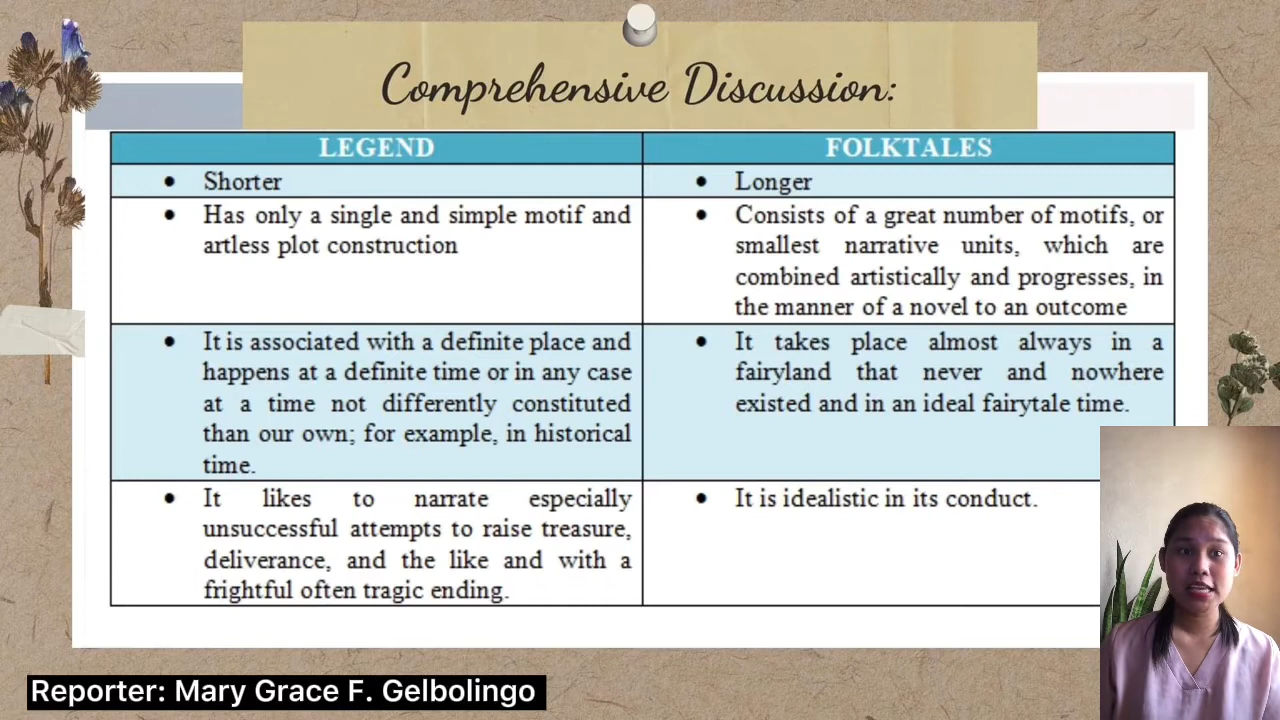 Comprehensive Discussion:
LEGEND
FOLKTALES
• Shorter
• Longer
• Has only a single and simple motif and
artless plot construction
• Consists of a great number of motifs, or
smallest narrative units, which are
combined artistically and progresses, in
the manner of a novel to an outcome
• It is associated with a definite place and
happens at a definite time or in any case
at a time not differently constituted
than our own; for example, in historical
time.
• It takes place almost always in a
fairyland that never and nowhere
existed and in an ideal fairytale time.
• It likes to narrate especially
unsuccessful attempts to raise treasure,
deliverance, and the like and with a
frightful often tragic ending.
• It is idealistic in its conduct.
Reporter: Mary Grace F. Gelbolingo